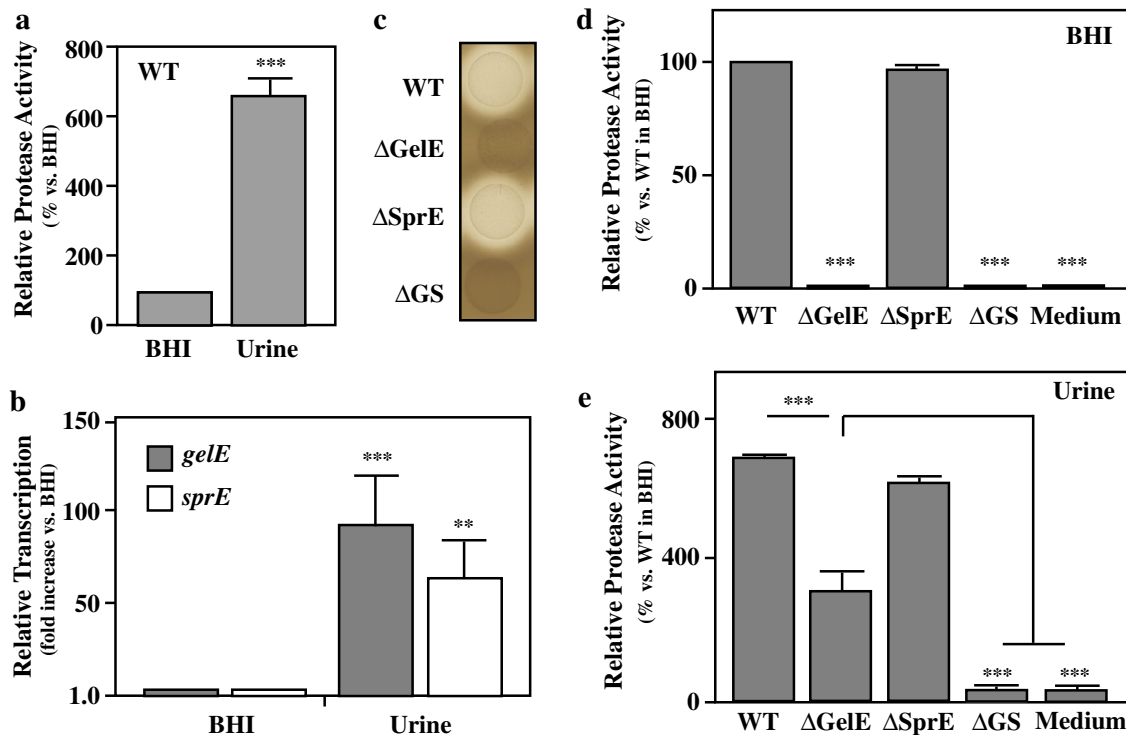 a
Relative Protease Activity
(% vs. BHI)
800
600
400
200
0
WT
***
BHI Urine
b
Relative Transcription
(fold increase vs. BHI)
150
100
50
1.0
gelE
sprE
***
**
BHI Urine
c
WT
ΔGelE
ΔSprE
ΔGS
d
Relative Protease Activity
(% vs. WT in BHI)
100
50
0
BHI
*** *** ***
WT ΔGelE ΔSprE ΔGS Medium
e
Relative Protease Activity
(% vs. WT in BHI)
800
400
0
Urine
***
*** ***
WT ΔGelE ΔSprE ΔGS Medium